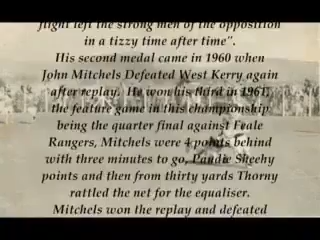 flight left the strong men of the opposition
in a tizzy time after time".
His second medal came in 1960 when
John Mitchels Defeated West Kerry again
after replay. He won his third in 1961,
the feature game in this championship
being the quarter final against Feale
Rangers, Mitchels were 4 points behind
with three minutes to go, Paudie Sheehy
points and then from thirty yards Thorny
rattled the net for the equaliser.
Mitchels won the replay and defeated